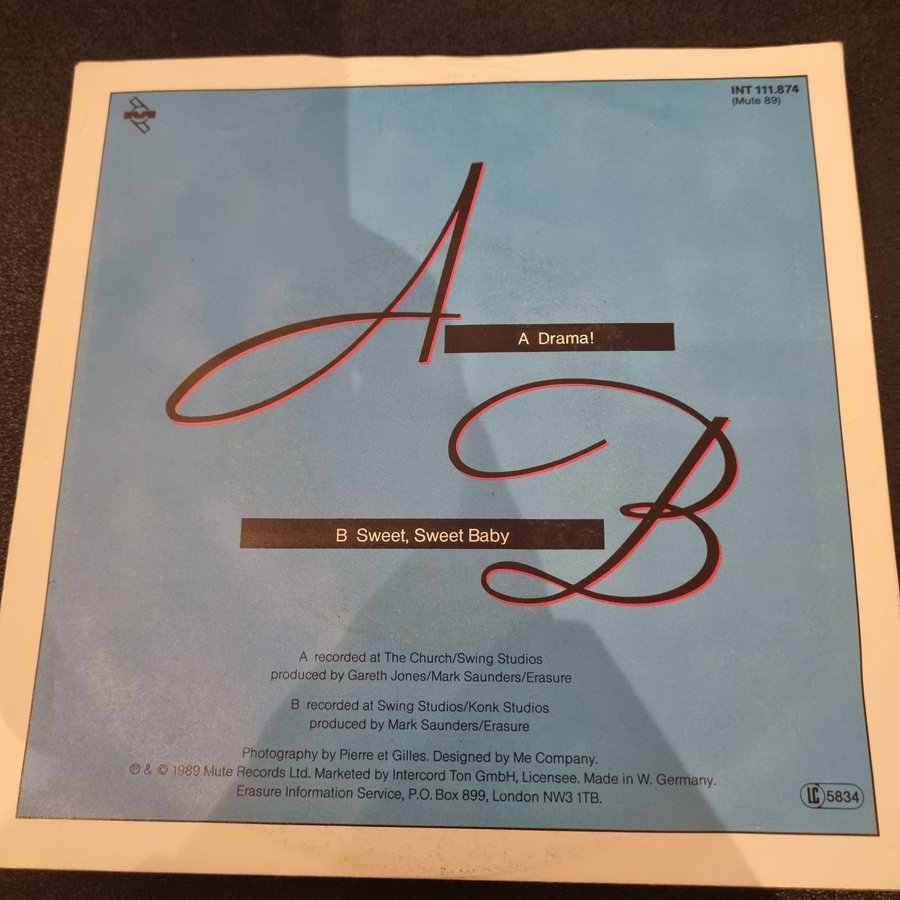 INT 111.874
(Mute 89)
A
A Drama!
B
B Sweet, Sweet Baby
A recorded at The Church/Swing Studios
produced by Gareth Jones/Mark Saunders/Erasure
B recorded at Swing Studios/Konk Studios
produced by Mark Saunders/Erasure
Photography by Pierre et Gilles. Designed by Me Company.
℗ & © 1989 Mute Records Ltd. Marketed by Intercord Ton GmbH, Licensee. Made in W. Germany.
Erasure Information Service, P.O. Box 899, London NW3 1TB.
LC 5834